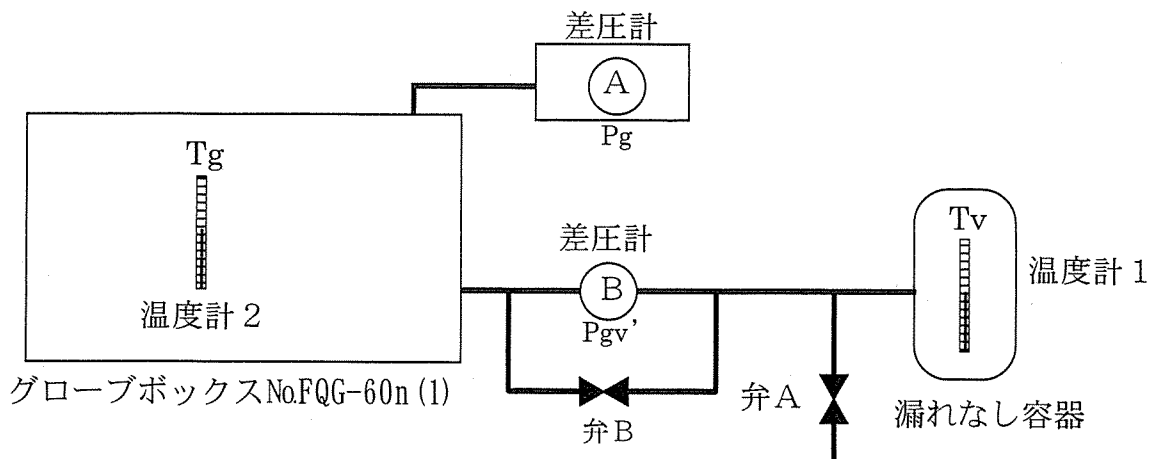 差圧計
A
Pg
Tg
温度計２
差圧計
B
Pgv’
弁B
弁A
Tv
温度計１
漏れなし容器
グローブボックスNo.FQG-60n(1)